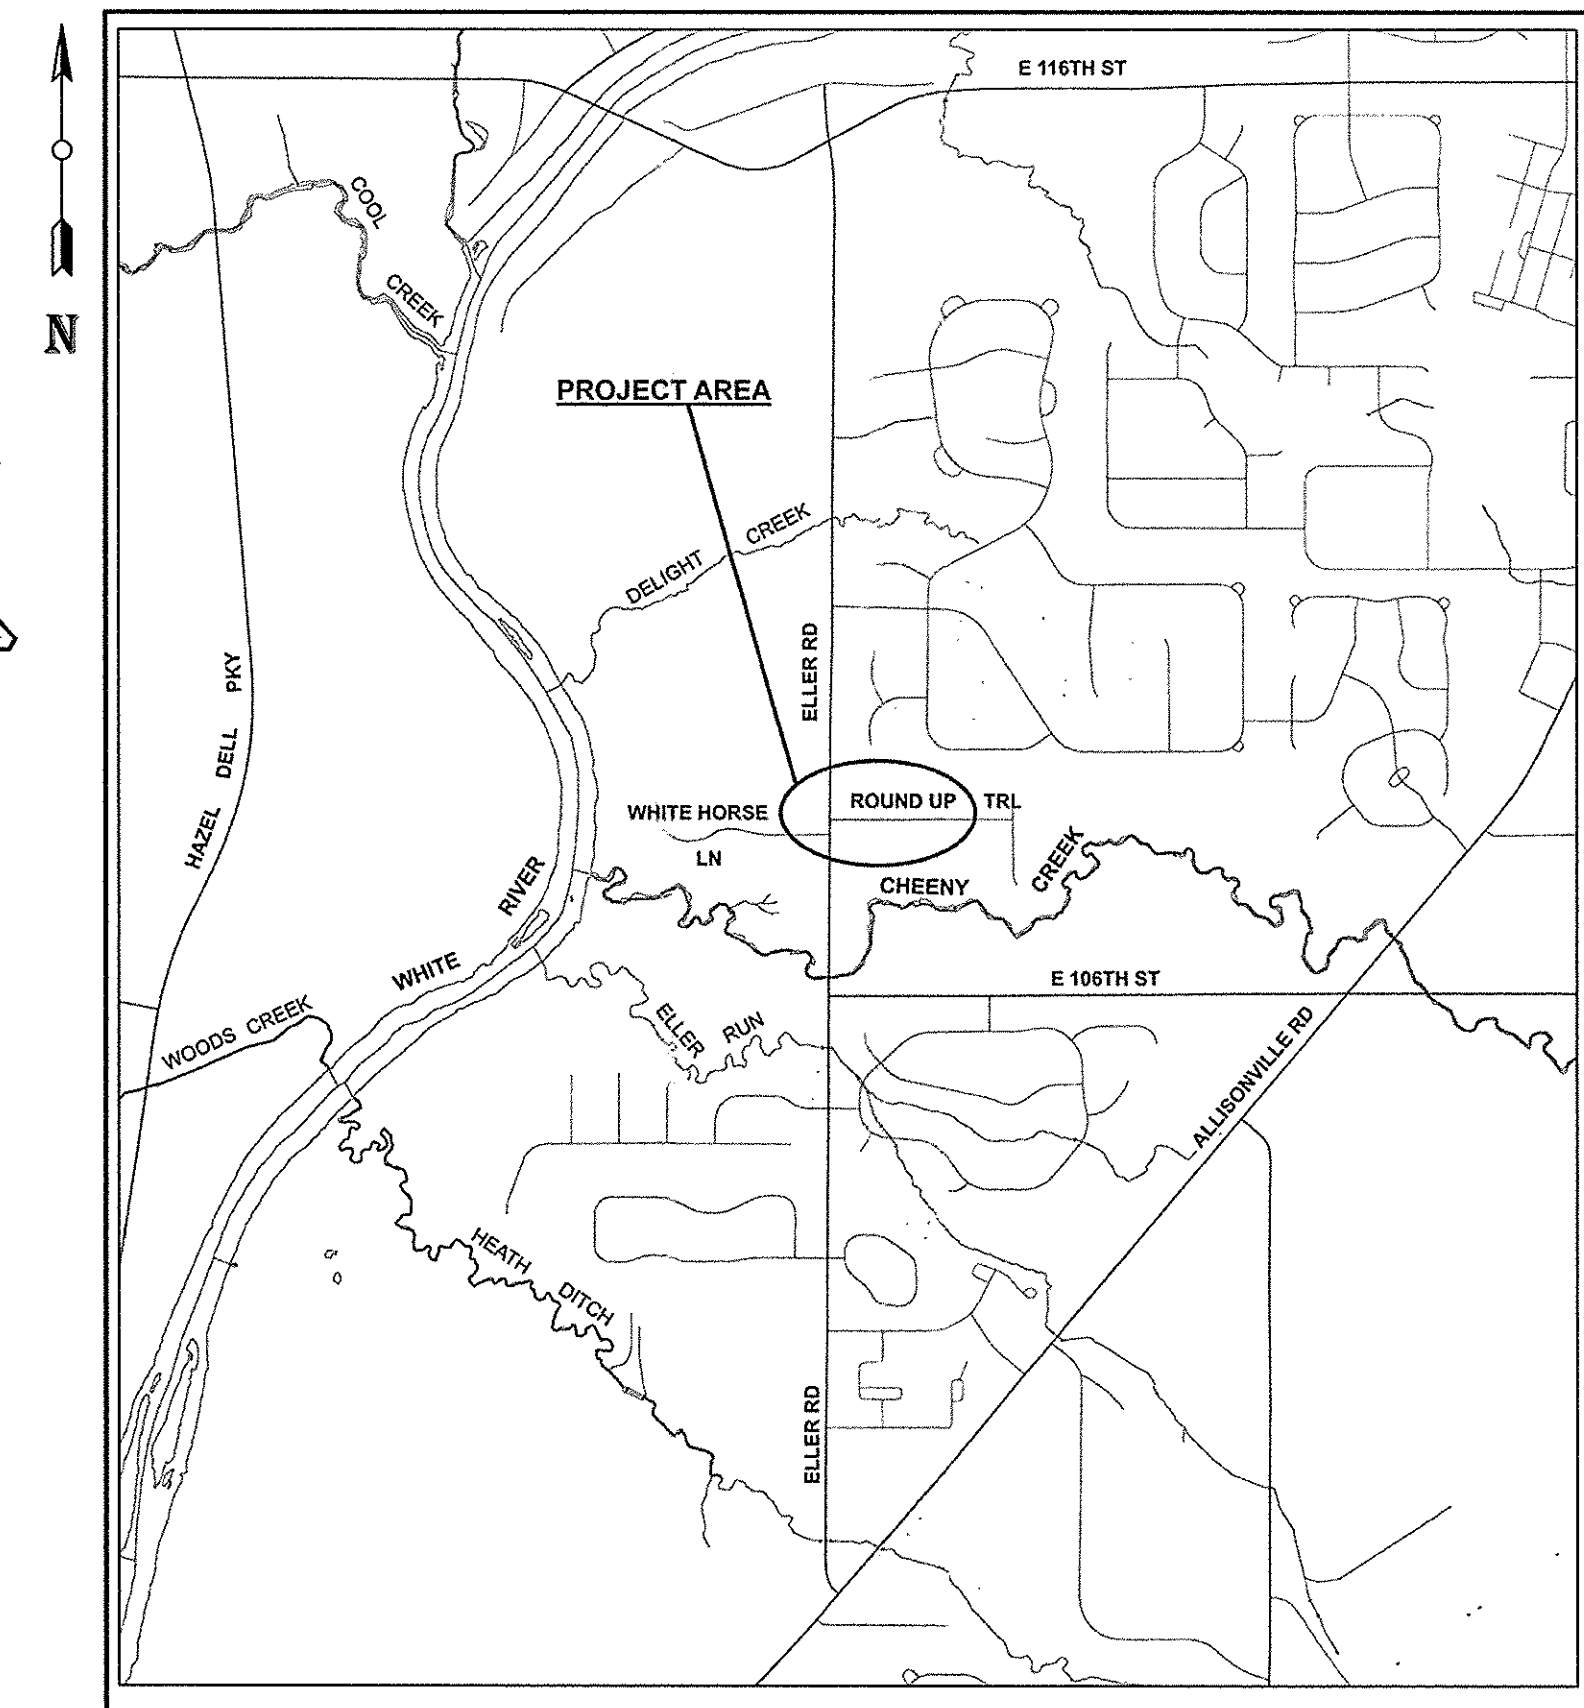 E 116TH ST
COOL
CREEK
N
PROJECT AREA
DELIGHT CREEK
ELLER RD
HAZEL DELL PKY
WHITE HORSE
LN
ROUND UP TRL
CHEENY CREEK
WHITE RIVER
E 106TH ST
WOODS CREEK
ELLER RUN
ALLISONVILLE RD
HEATH DITCH
ELLER RD